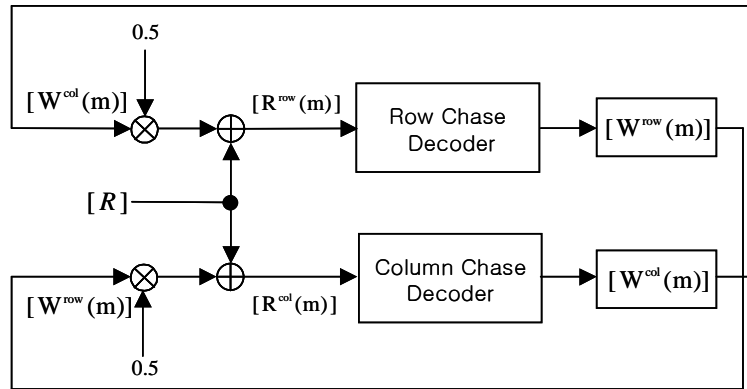 0.5
[W^col(m)]
[R^row(m)]
Row Chase
Decoder
[W^row(m)]
[R]
Column Chase
Decoder
[W^col(m)]
[W^row(m)]
[R^col(m)]
0.5